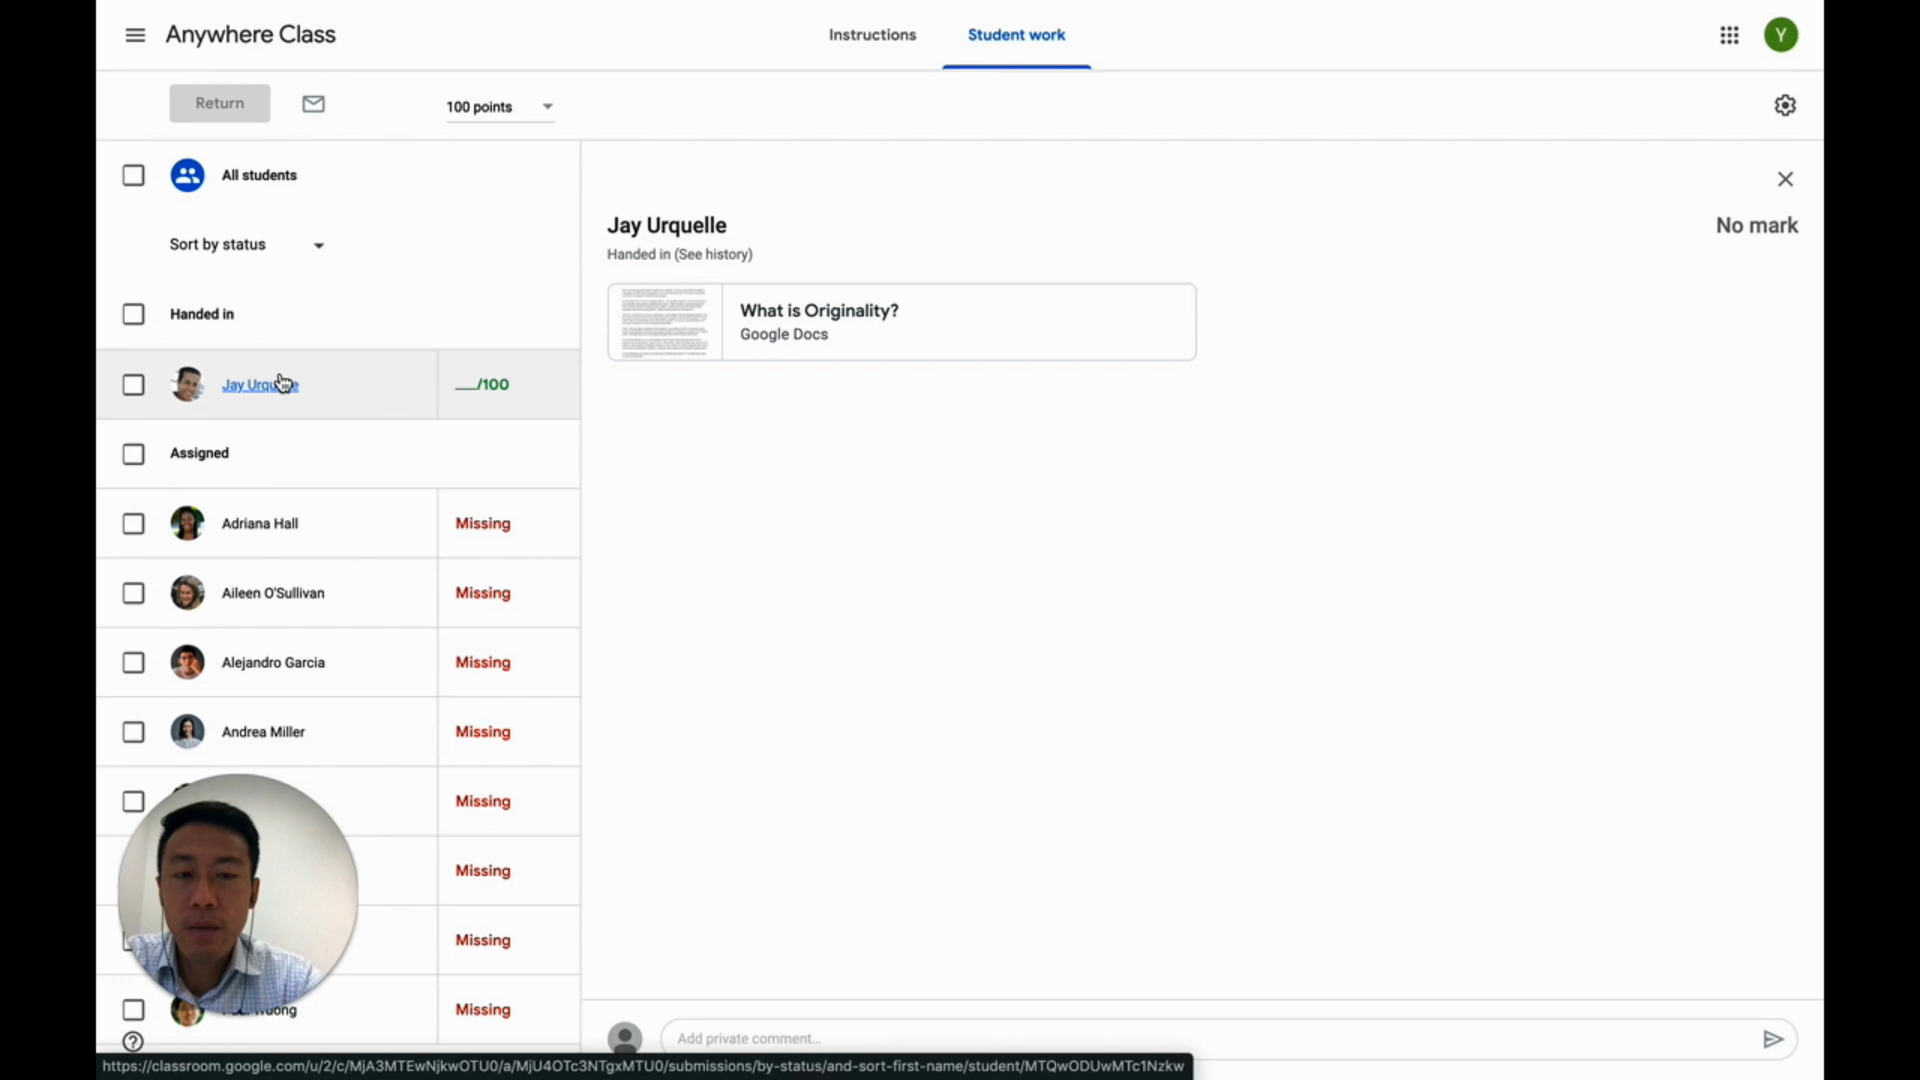 Anywhere Class
Instructions
Student work
Y
Return
100 points
All students
Sort by status
Handed in
Jay
___/100
Assigned
Adriana Hall
Missing
Aileen O'Sullivan
Missing
Alejandro Garcia
Missing
Andrea Miller
Missing
Missing
Missing
Missing
Missing
Jay Urquelle
No mark
Handed in (See history)
What is Originality?
Google Docs
Add private comment...
https://classroom.google.com/u/2/c/MjA3MTEwNjkwOTU0/a/MjU4OTc3NTgxMTU0/submissions/by-status/and-sort-first-name/student/MTQwODUwMTc1Nzkw